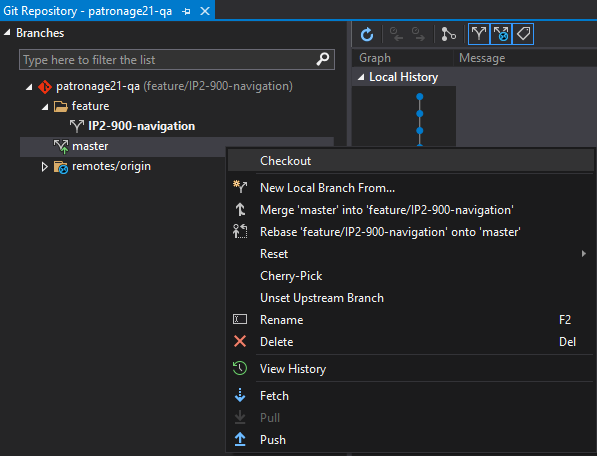 Git Repository - patronage21-qa
Branches
Type here to filter the list
patronage21-qa (feature/IP2-900-navigation)
feature
IP2-900-navigation
master
remotes/origin
Graph Message
Local History
Checkout
New Local Branch From...
Merge 'master' into 'feature/IP2-900-navigation'
Rebase 'feature/IP2-900-navigation' onto 'master'
Reset
Cherry-Pick
Unset Upstream Branch
Rename F2
Delete Del
View History
Fetch
Pull
Push